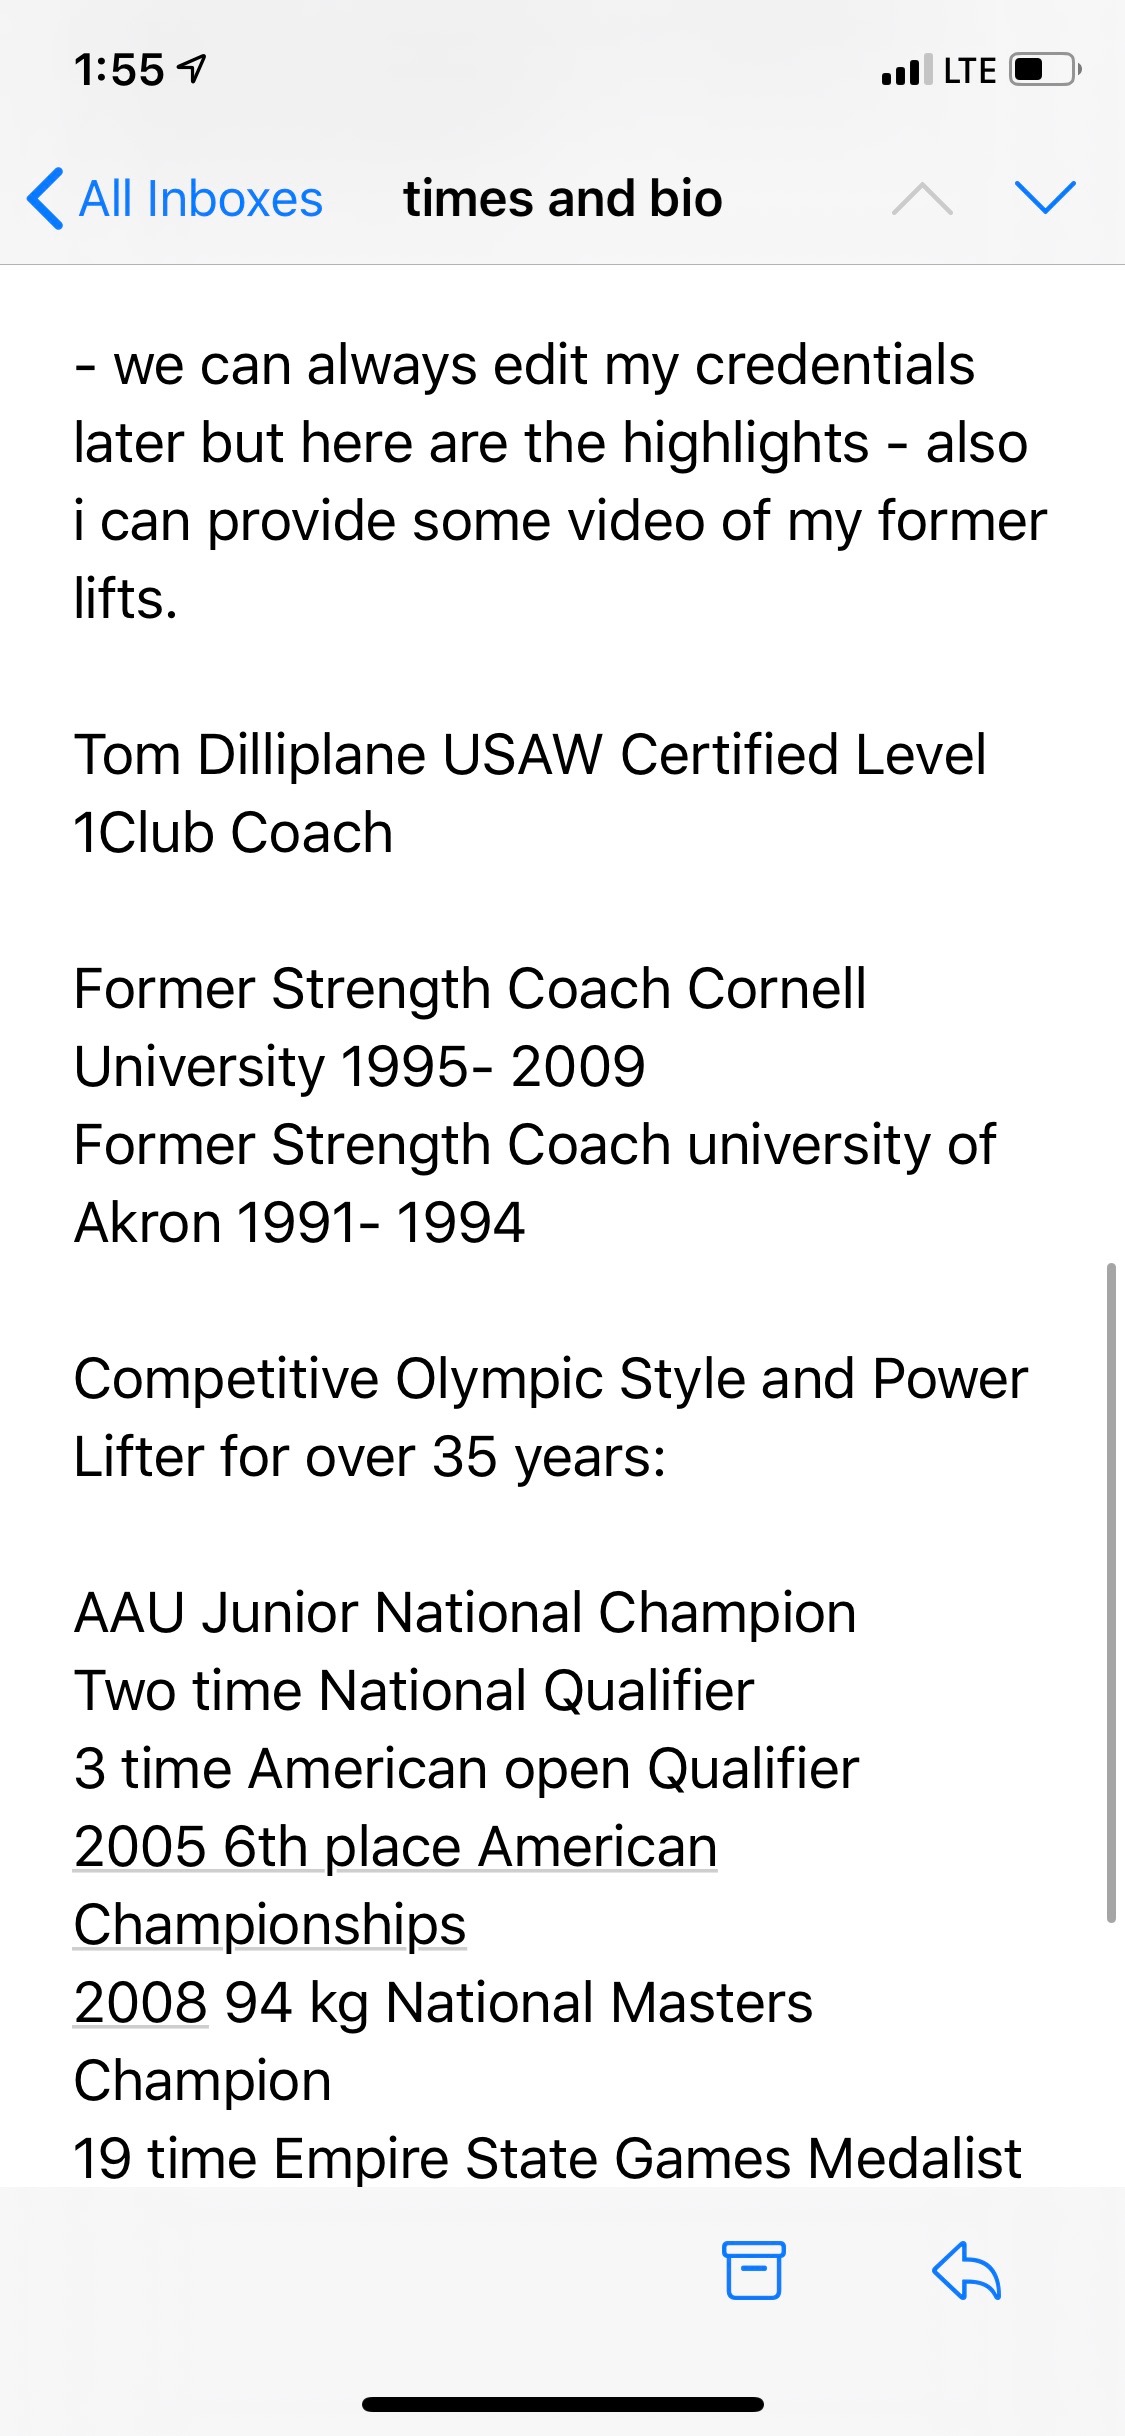 1:55
LTE
All Inboxes
times and bio
- we can always edit my credentials
later but here are the highlights - also
i can provide some video of my former
lifts.
Tom Dilliplane USAW Certified Level
1Club Coach
Former Strength Coach Cornell
University 1995- 2009
Former Strength Coach university of
Akron 1991- 1994
Competitive Olympic Style and Power
Lifter for over 35 years:
AAU Junior National Champion
Two time National Qualifier
3 time American open Qualifier
2005 6th place American
Championships
2008 94 kg National Masters
Champion
19 time Empire State Games Medalist